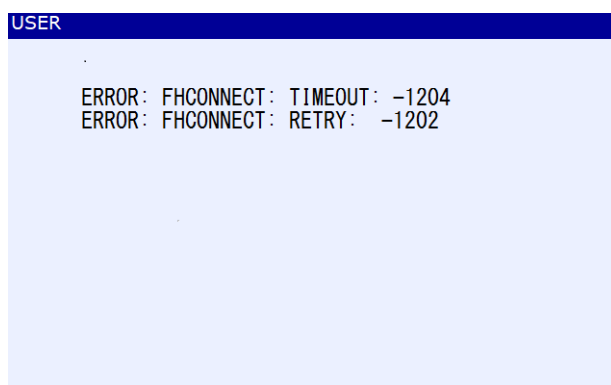 USER
ERROR: FHCONNECT: TIMEOUT: -1204
ERROR: FHCONNECT: RETRY: -1202